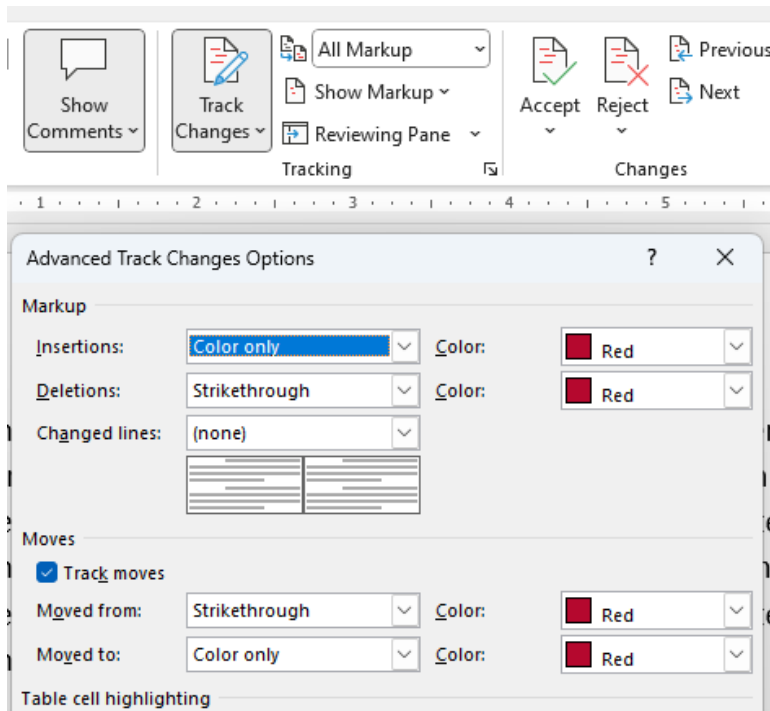 All Markup
Previous
Show Markup
Next
Show Comments
Track Changes
Accept
Reject
Reviewing Pane
Tracking
Changes
1 2 3 4 5
Advanced Track Changes Options ?
Markup
Insertions: Color only Color: Red
Deletions: Strikethrough Color: Red
Changed lines: (none)
Moves
Track moves
Moved from: Strikethrough Color: Red
Moved to: Color only Color: Red
Table cell highlighting